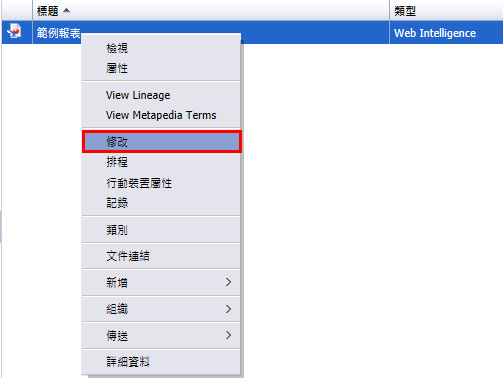 標題 類型
範例報表 Web Intelligence
檢視
屬性
View Lineage
View Metapedia Terms
修改
排程
行動裝置屬性
記錄
類別
文件連結
新增
組織
傳送
詳細資料